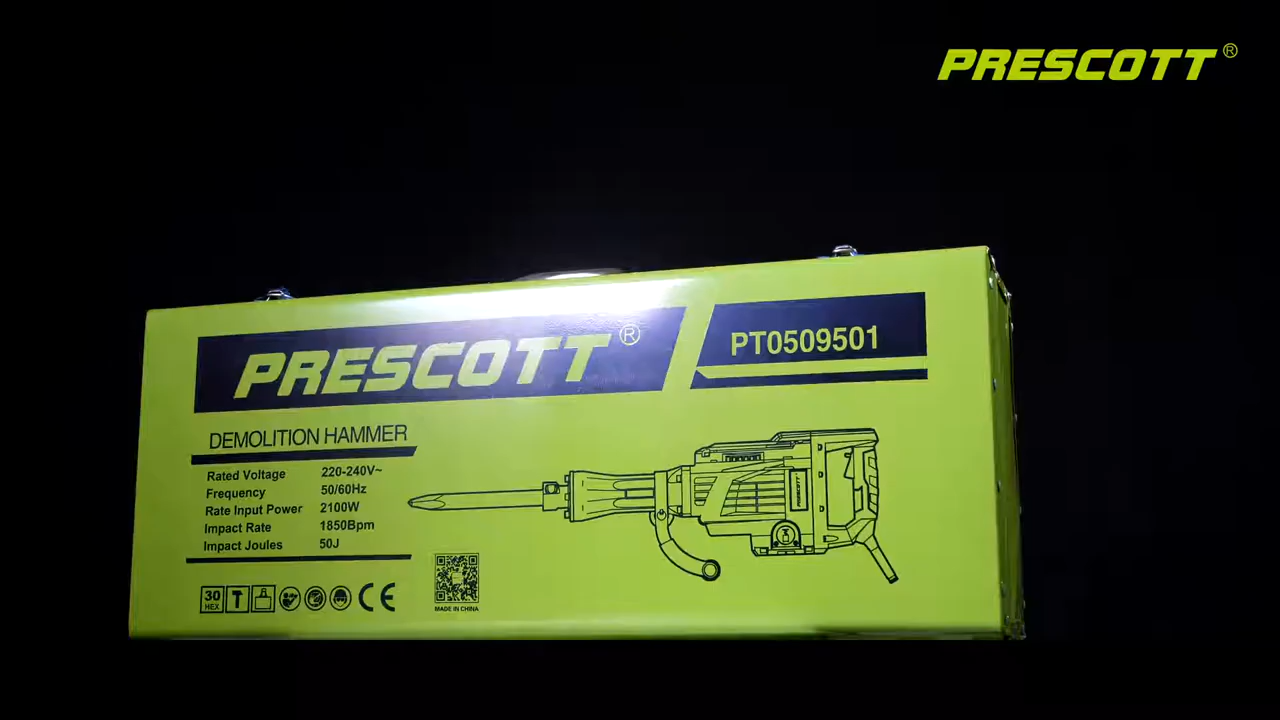 PRESCOTT®
PRESCOTT®
PT0509501
DEMOLITION HAMMER
Rated Voltage 220-240V~
Frequency 50/60Hz
Rate Input Power 2100W
Impact Rate 1850Bpm
Impact Joules 50J
PRESCOTT
30
HEX
CE
MADE IN CHINA